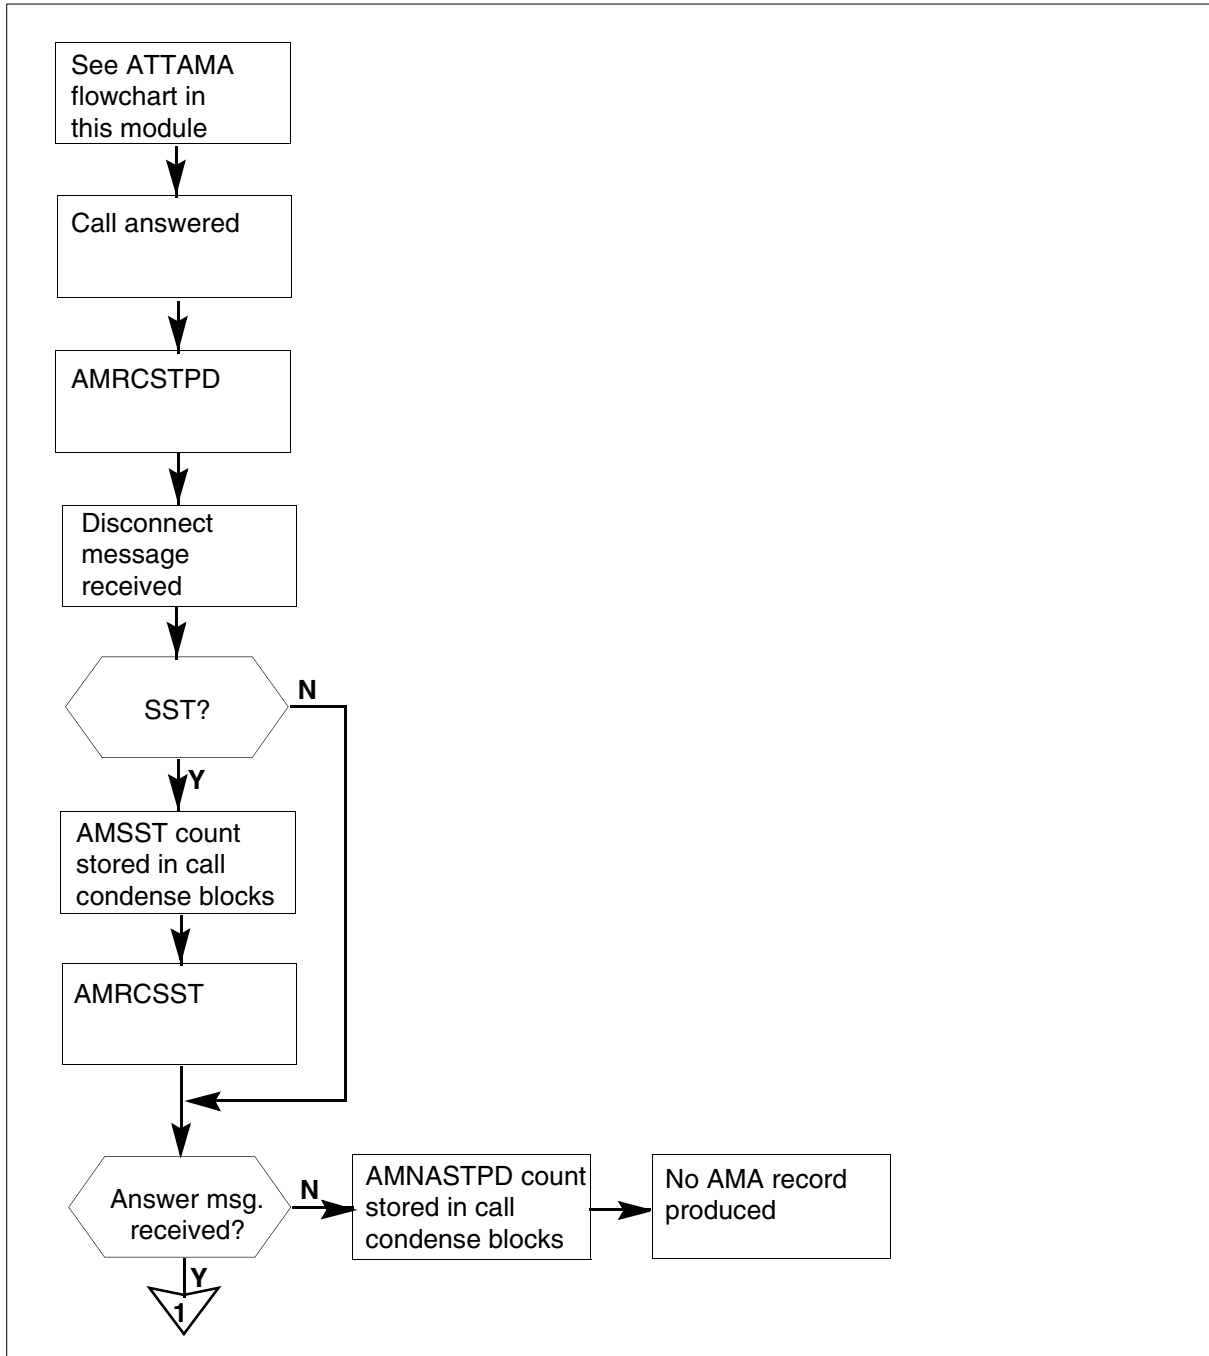 See ATTAMA
flowchart in
this module
Call answered
AMRCSTPD
Disconnect
message
received
SST?
N
Y
AMSST count
stored in call
condense blocks
AMRCSST
Answer msg.
received?
N
AMNASTPD count
stored in call
condense blocks
No AMA record
produced
Y
1